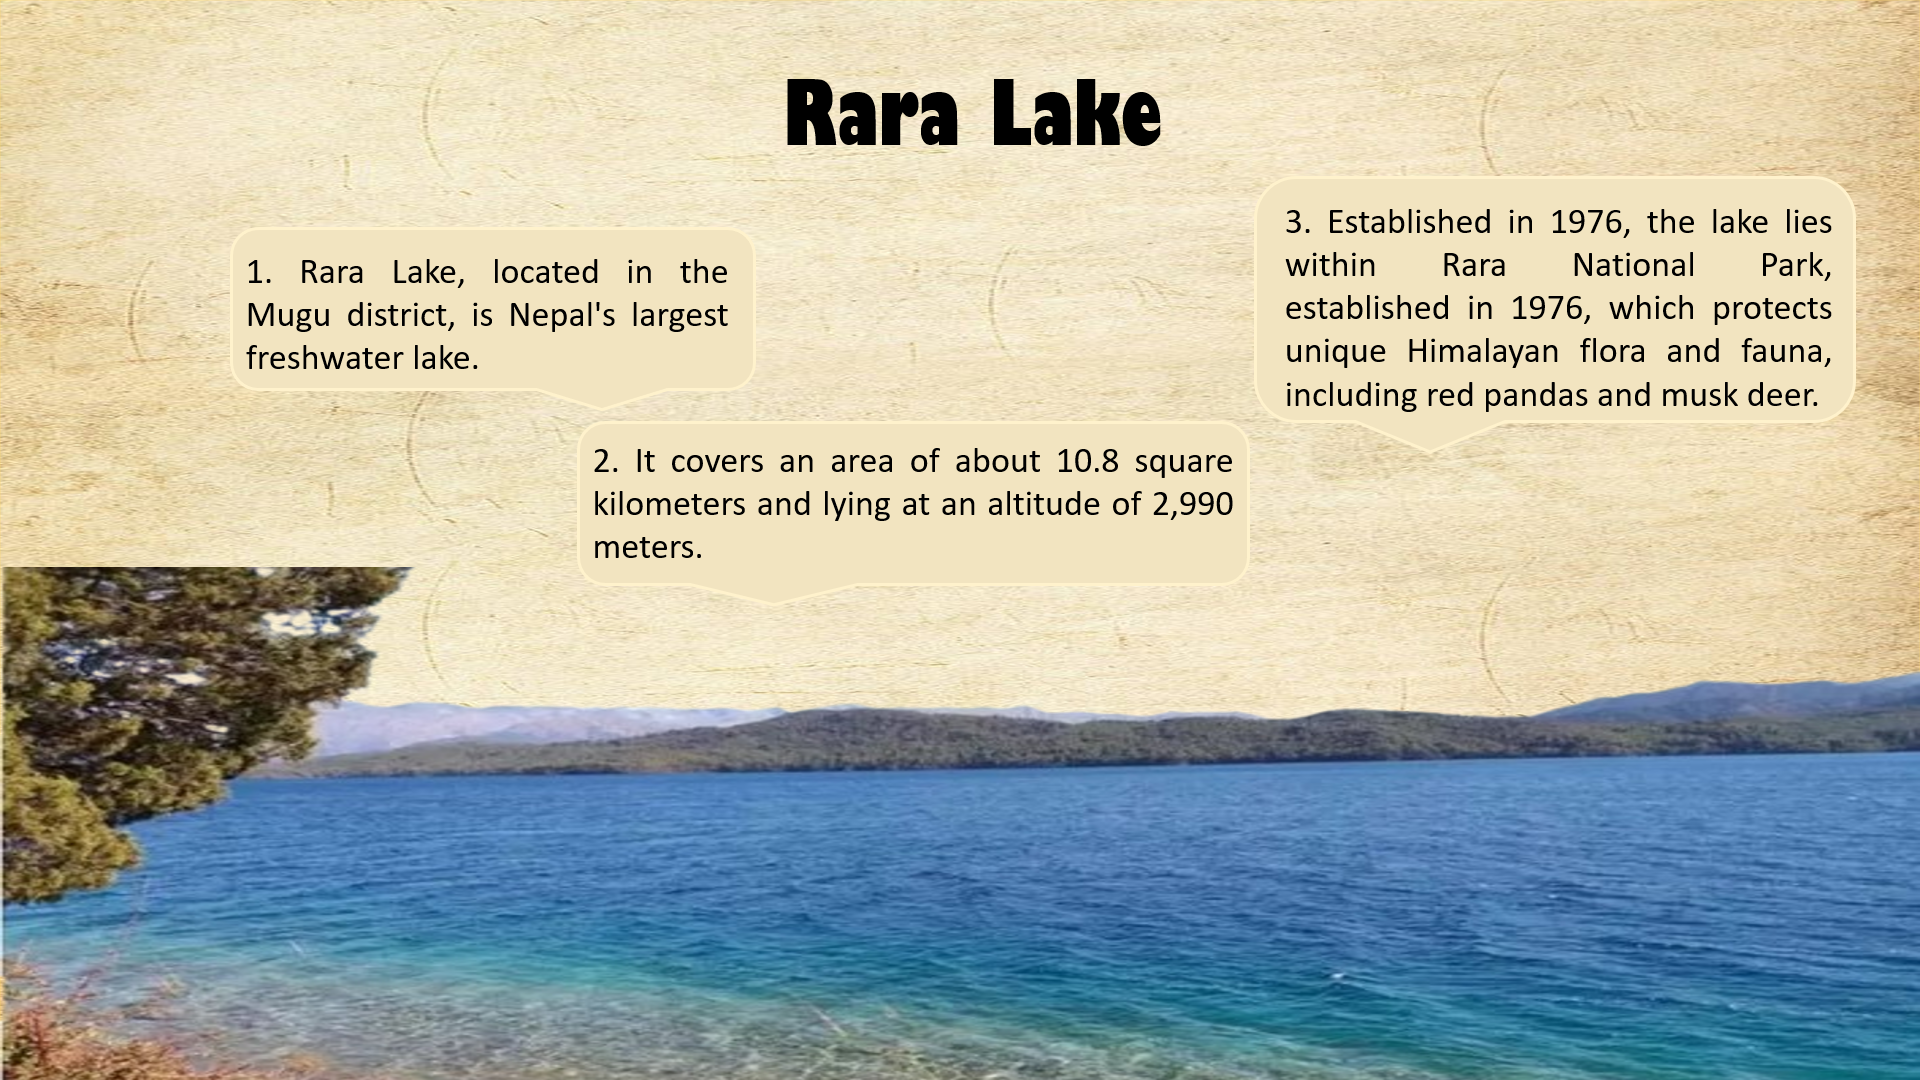 Rara Lake
1. Rara Lake, located in the
Mugu district, is Nepal's largest
freshwater lake.
2. It covers an area of about 10.8 square
kilometers and lying at an altitude of 2,990
meters.
3. Established in 1976, the lake lies
within Rara National Park,
established in 1976, which protects
unique Himalayan flora and fauna,
including red pandas and musk deer.